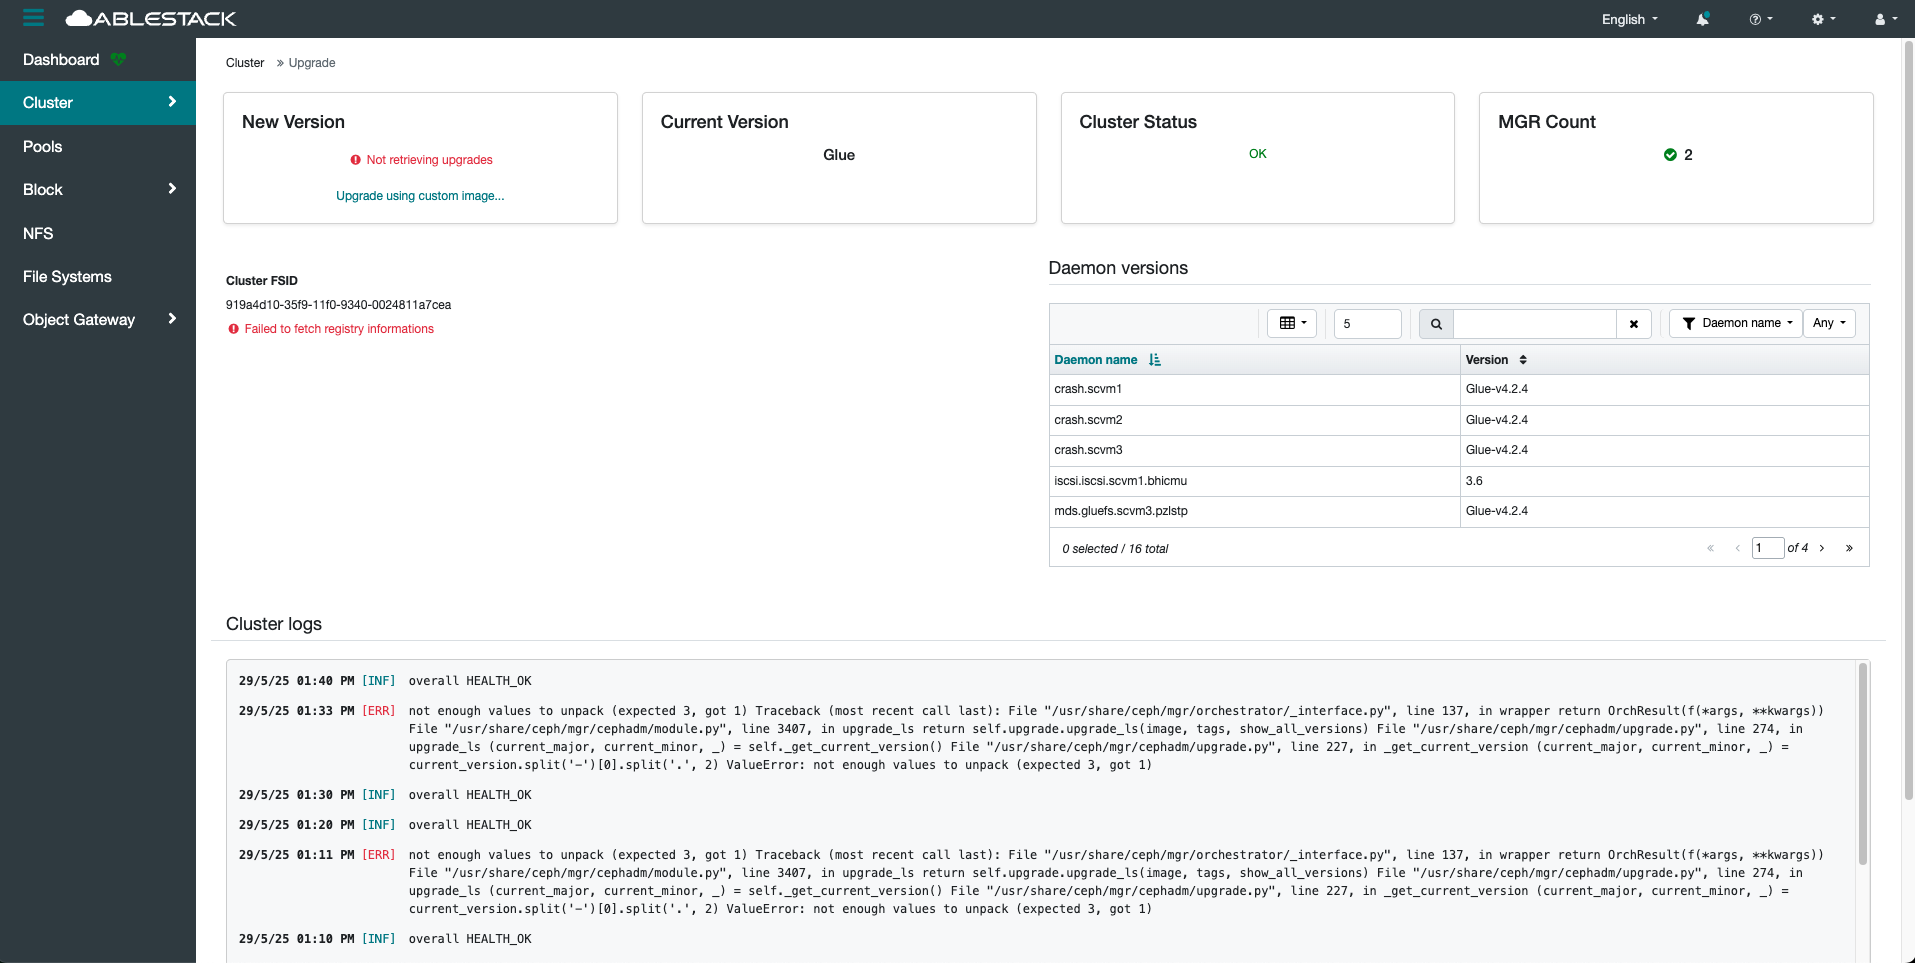 ABLESTACK
English
Dashboard
Cluster
Pools
Block
NFS
File Systems
Object Gateway
Cluster » Upgrade
New Version
Not retrieving upgrades
Upgrade using custom image...
Current Version
Glue
Cluster Status
OK
MGR Count
2
Cluster FSID
919a4d10-35f9-11f0-9340-0024811a7cea
Failed to fetch registry informations
Daemon versions
5
Daemon name
Any
Daemon name Version
crash.scvm1 Glue-v4.2.4
crash.scvm2 Glue-v4.2.4
crash.scvm3 Glue-v4.2.4
iscsi.iscsi.scvm1.bhicmu 3.6
mds.gluefs.scvm3.pzlstp Glue-v4.2.4
0 selected / 16 total
« ‹ 1 of 4 › »
Cluster logs
29/5/25 01:40 PM [INF] overall HEALTH_OK
29/5/25 01:33 PM [ERR] not enough values to unpack (expected 3, got 1) Traceback (most recent call last): File "/usr/share/ceph/mgr/orchestrator/_interface.py", line 137, in wrapper return OrchResult(f(*args, **kwargs))
File "/usr/share/ceph/mgr/cephadm/module.py", line 3407, in upgrade_ls return self.upgrade.upgrade_ls(image, tags, show_all_versions) File "/usr/share/ceph/mgr/cephadm/upgrade.py", line 274, in
upgrade_ls (current_major, current_minor, _) = self._get_current_version() File "/usr/share/ceph/mgr/cephadm/upgrade.py", line 227, in _get_current_version (current_major, current_minor, _) =
current_version.split('-')[0].split('.', 2) ValueError: not enough values to unpack (expected 3, got 1)
29/5/25 01:30 PM [INF] overall HEALTH_OK
29/5/25 01:20 PM [INF] overall HEALTH_OK
29/5/25 01:11 PM [ERR] not enough values to unpack (expected 3, got 1) Traceback (most recent call last): File "/usr/share/ceph/mgr/orchestrator/_interface.py", line 137, in wrapper return OrchResult(f(*args, **kwargs))
File "/usr/share/ceph/mgr/cephadm/module.py", line 3407, in upgrade_ls return self.upgrade.upgrade_ls(image, tags, show_all_versions) File "/usr/share/ceph/mgr/cephadm/upgrade.py", line 274, in
upgrade_ls (current_major, current_minor, _) = self._get_current_version() File "/usr/share/ceph/mgr/cephadm/upgrade.py", line 227, in _get_current_version (current_major, current_minor, _) =
current_version.split('-')[0].split('.', 2) ValueError: not enough values to unpack (expected 3, got 1)
29/5/25 01:10 PM [INF] overall HEALTH_OK